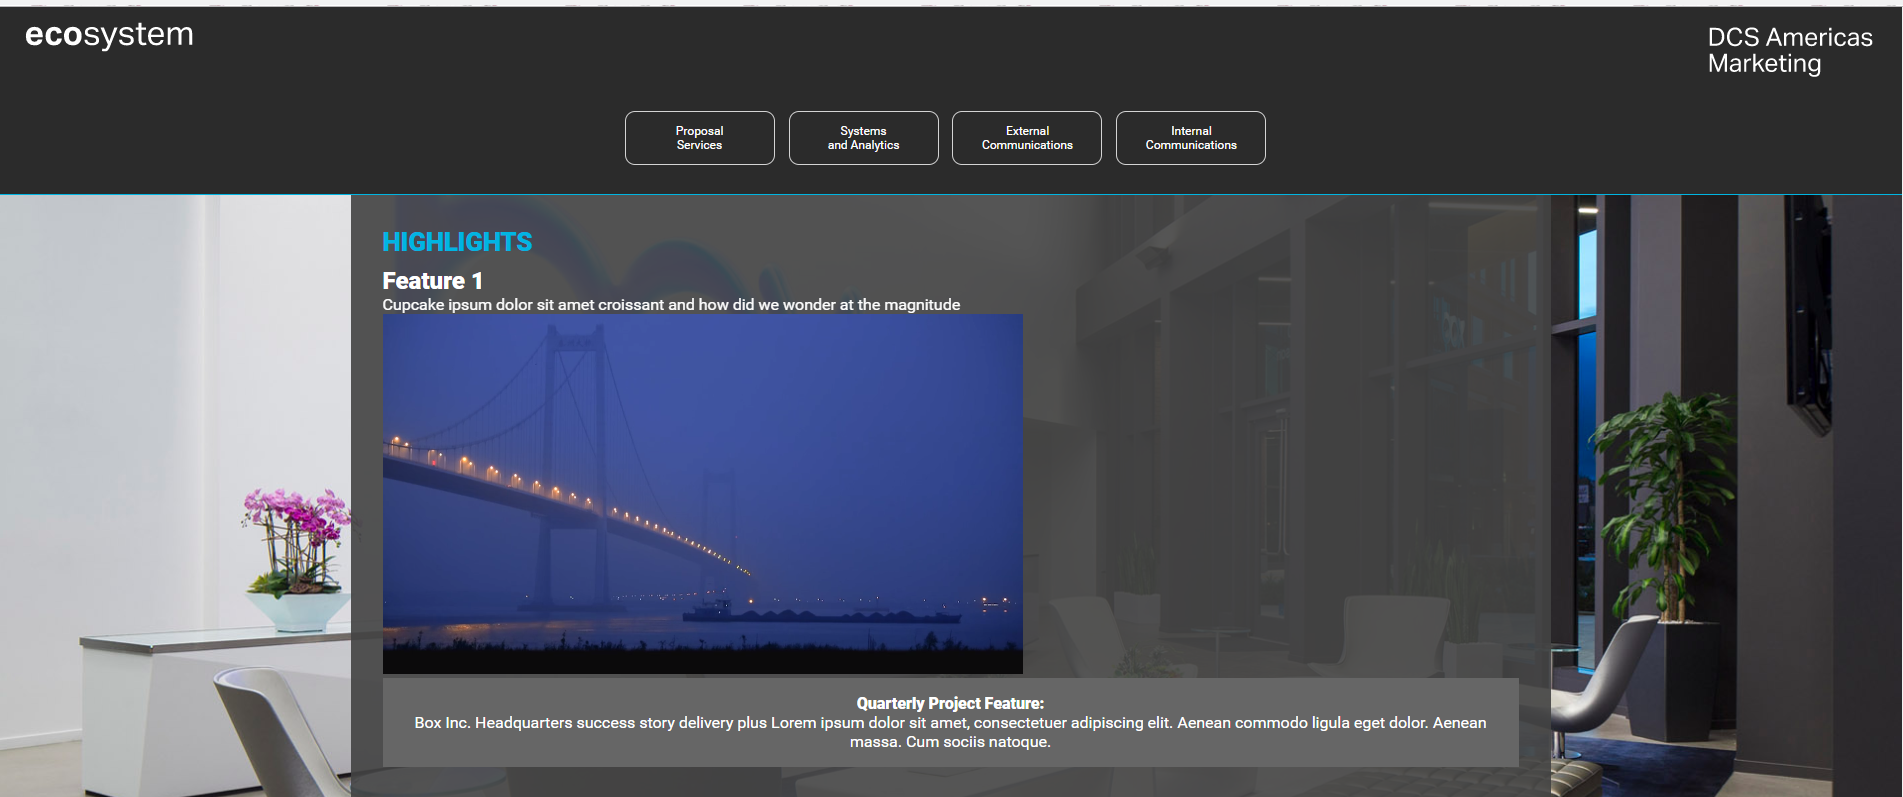 ecosystem
DCS Americas
Marketing
Proposal
Services
Systems
and Analytics
External
Communications
Internal
Communications
HIGHLIGHTS
Feature 1
Cupcake ipsum dolor sit amet croissant and how did we wonder at the magnitude
Quarterly Project Feature:
Box Inc. Headquarters success story delivery plus Lorem ipsum dolor sit amet, consectetuer adipiscing elit. Aenean commodo ligula eget dolor. Aenean
massa. Cum sociis natoque.